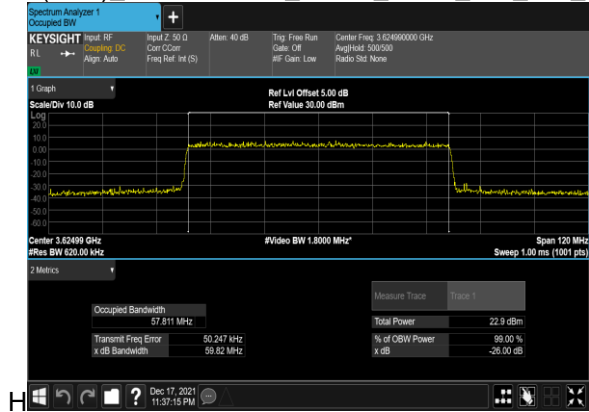 Spectrum Analyzer 1
Occupied BW
+
KEYSIGHT Input: RF Input Z: 50 Ω Atten: 40 dB Trig: Free Run Center Freq: 3.624990000 GHz
RL Coupling: DC Corr CCorr Gate: Off Avg|Hold: 500/500
Align: Auto Freq Ref: Int (S) #IF Gain: Low Radio Std: None
LM
1 Graph
Ref Lvl Offset 5.00 dB
Scale/Div 10.0 dB Ref Value 30.00 dBm
Log
20.0
10.0
0.00
-10.0
-20.0
-30.0
-40.0
-50.0
-60.0
Center 3.62499 GHz #Video BW 1.8000 MHz* Span 120 MHz
#Res BW 620.00 kHz Sweep 1.00 ms (1001 pts)
2 Metrics
Measure Trace Trace 1
Occupied Bandwidth
57.811 MHz Total Power 22.9 dBm
Transmit Freq Error 50.247 kHz % of OBW Power 99.00 %
x dB Bandwidth 59.82 MHz x dB -26.00 dB
H
? Dec 17, 2021
11:37:15 PM